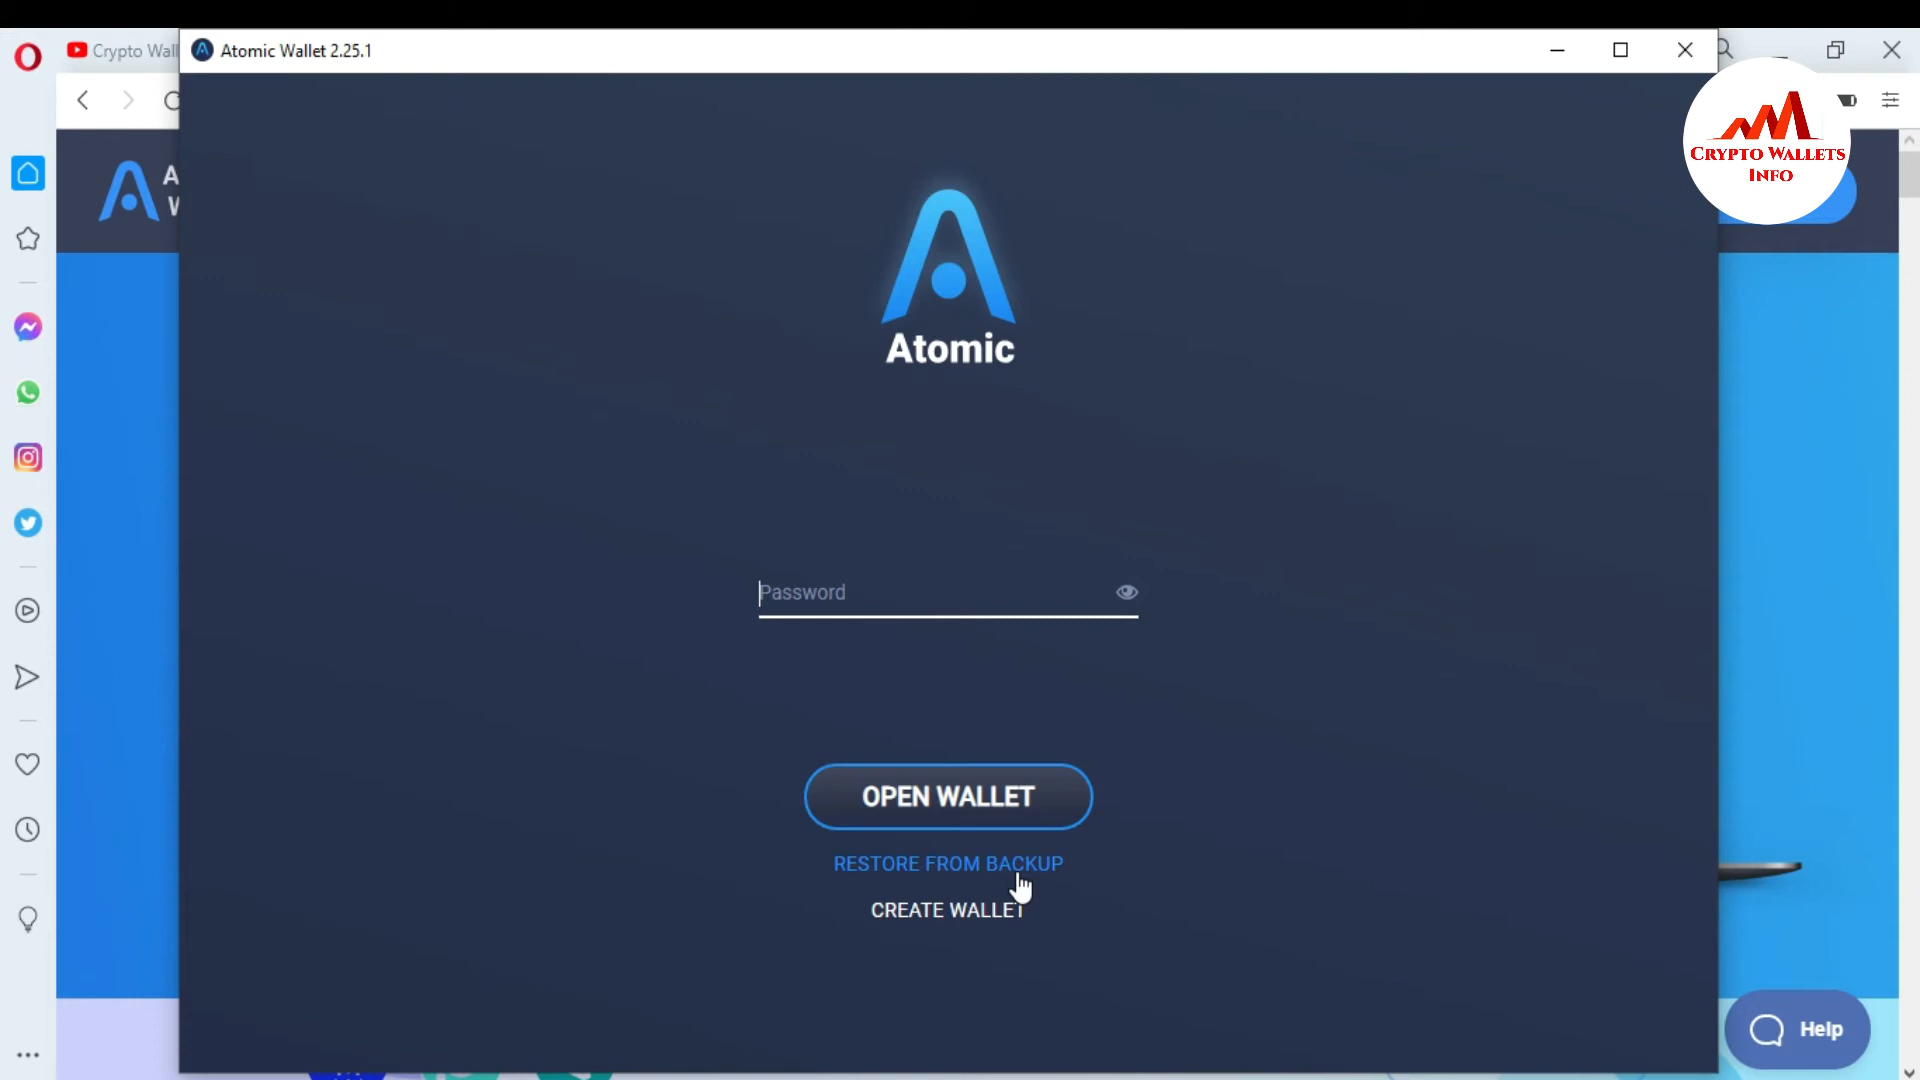 Crypto Wall
Atomic Wallet 2.25.1
CRYPTO WALLETS
INFO
A
W
Atomic
Password
OPEN WALLET
RESTORE FROM BACKUP
CREATE WALLET
Help